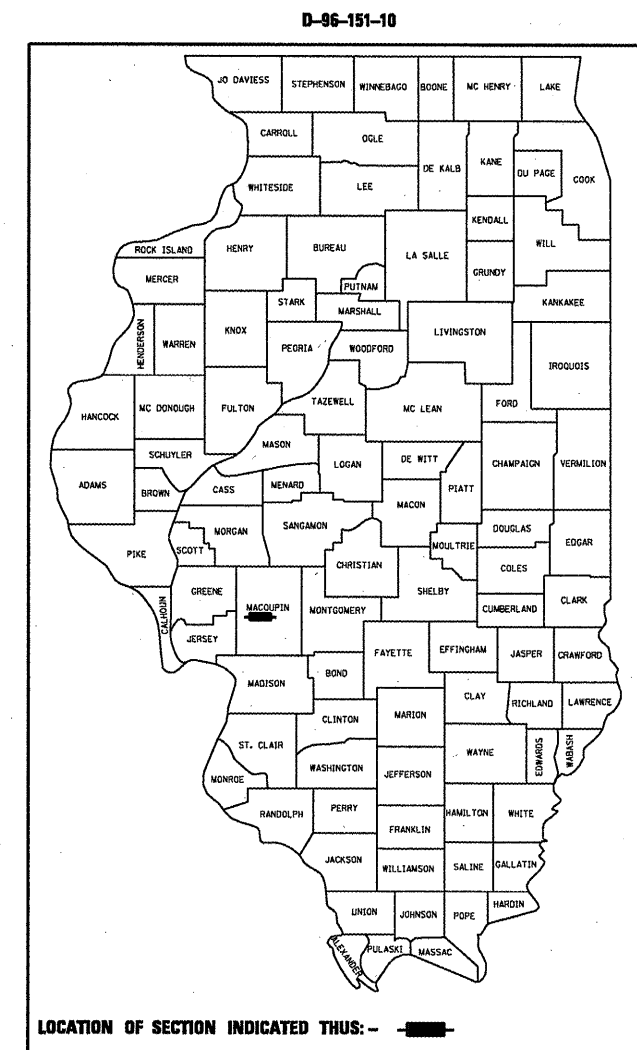 D-96-151-10
JO DAVIESS
STEPHENSON
WINNEBAGO
BOONE
MC HENRY
LAKE
CARROLL
OGLE
DE KALB
KANE
DU PAGE
COOK
WHITESIDE
LEE
KENDALL
WILL
ROCK ISLAND
HENRY
BUREAU
LA SALLE
GRUNDY
MERCER
PUTNAM
STARK
MARSHALL
KANKAKEE
HENDERSON
WARREN
KNOX
PEORIA
WOODFORD
LIVINGSTON
IROQUOIS
HANCOCK
MC DONOUGH
FULTON
TAZEWELL
MC LEAN
FORD
SCHUYLER
MASON
LOGAN
DE WITT
CHAMPAIGN
VERMILION
ADAMS
BROWN
CASS
MENARD
MACON
PIATT
PIKE
SCOTT
MORGAN
SANGAMON
CHRISTIAN
MOULTRIE
DOUGLAS
EDGAR
COLES
CALHOUN
GREENE
MACOUPIN
MONTGOMERY
SHELBY
CUMBERLAND
CLARK
JERSEY
FAYETTE
EFFINGHAM
JASPER
CRAWFORD
MADISON
BOND
CLAY
RICHLAND
LAWRENCE
CLINTON
MARION
ST. CLAIR
WAYNE
EDWARDS
WABASH
MONROE
WASHINGTON
JEFFERSON
RANDOLPH
PERRY
HAMILTON
WHITE
FRANKLIN
JACKSON
WILLIAMSON
SALINE
GALLATIN
UNION
JOHNSON
POPE
HARDIN
ALEXANDER
PULASKI
MASSAC
LOCATION OF SECTION INDICATED THUS:-